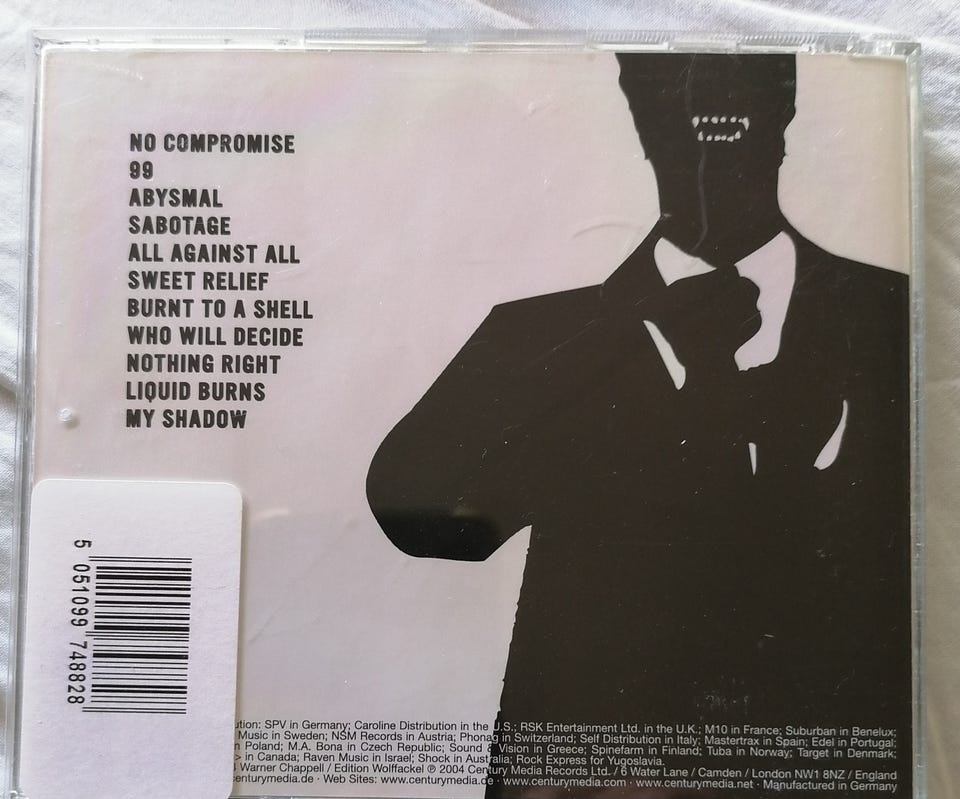 NO COMPROMISE
99
ABYSMAL
SABOTAGE
ALL AGAINST ALL
SWEET RELIEF
BURNT TO A SHELL
WHO WILL DECIDE
NOTHING RIGHT
LIQUID BURNS
MY SHADOW
5 051099 748828
SPV in Germany; Caroline Distribution in the U.S.; RSK Entertainment Ltd. in the U.K.; M10 in France; Suburban in Benelux;
Music in Sweden; NSM Records in Austria; Phonag in Switzerland; Self Distribution in Italy; Mastertrax in Spain; Edel in Portugal;
Poland; M.A. Bona in Czech Republic; Sound & Vision in Greece; Spinefarm in Finland; Tuba in Norway; Target in Denmark;
in Canada; Raven Music in Israel; Shock in Australia; Rock Express for Yugoslavia.
Warner Chappell / Edition Wolffackel ℗ 2004 Century Media Records Ltd. / 6 Water Lane / Camden / London NW1 8NZ / England
centurymedia.de · Web Sites: www.centurymedia.de · www.centurymedia.com · www.centurymedia.net · Manufactured in Germany